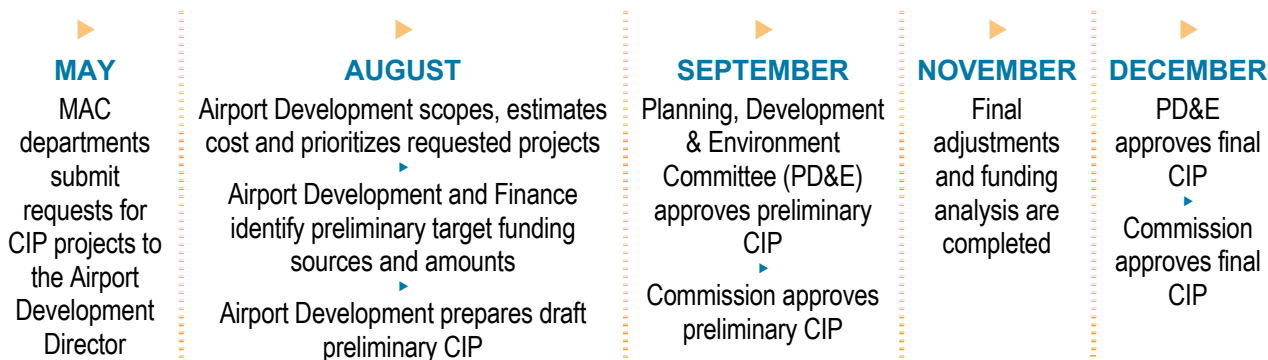 MAY
MAC
departments
submit
requests for
CIP projects to
the Airport
Development
Director
AUGUST
Airport Development scopes, estimates
cost and prioritizes requested projects
Airport Development and Finance
identify preliminary target funding
sources and amounts
Airport Development prepares draft
preliminary CIP
SEPTEMBER
Planning, Development
& Environment
Committee (PD&E)
approves preliminary
CIP
Commission approves
preliminary CIP
NOVEMBER
Final
adjustments
and funding
analysis are
completed
DECEMBER
PD&E
approves final
CIP
Commission
approves final
CIP